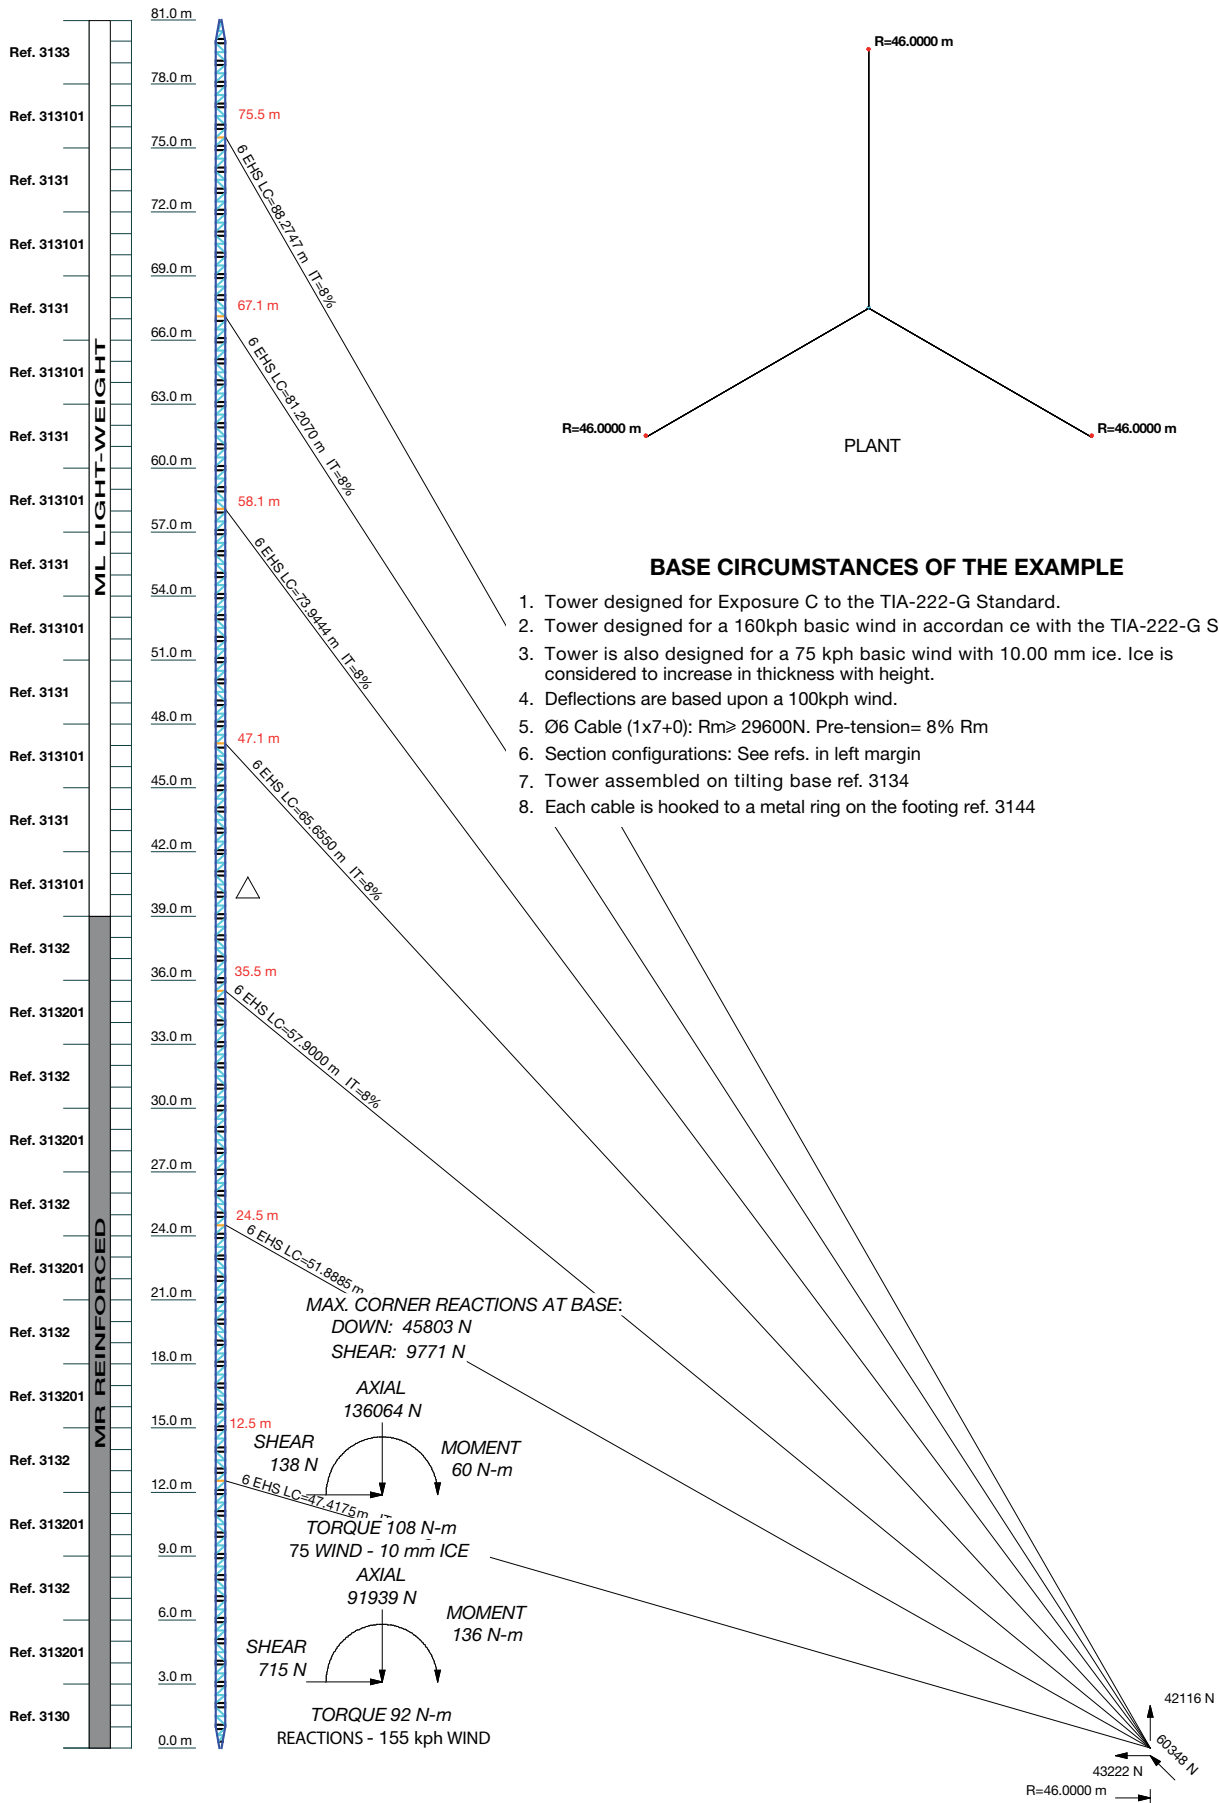 81.0 m
Ref. 3133
78.0 m
Ref. 313101
75.5 m
75.0 m
Ref. 3131
6 EHS LC=88.2747 m IT=8%
72.0 m
Ref. 313101
69.0 m
Ref. 3131
67.1 m
66.0 m
Ref. 313101
6 EHS LC=81.2070 m IT=8%
63.0 m
Ref. 3131
60.0 m
Ref. 313101
58.1 m
57.0 m
Ref. 3131
6 EHS LC=73.9444 m IT=8%
54.0 m
Ref. 313101
51.0 m
Ref. 3131
48.0 m
47.1 m
Ref. 313101
45.0 m
6 EHS LC=65.6550 m IT=8%
Ref. 3131
42.0 m
Ref. 313101
39.0 m
Ref. 3132
36.0 m
35.5 m
Ref. 313201
6 EHS LC=57.9000 m IT=8%
33.0 m
Ref. 3132
30.0 m
Ref. 313201
27.0 m
Ref. 3132
24.5 m
24.0 m
6 EHS LC=51.8885 m
Ref. 313201
21.0 m
Ref. 3132
18.0 m
Ref. 313201
15.0 m
12.5 m
Ref. 3132
12.0 m
6 EHS LC=47.4175m
Ref. 313201
9.0 m
Ref. 3132
6.0 m
Ref. 313201
3.0 m
Ref. 3130
0.0 m
ML LIGHT-WEIGHT
MR REINFORCED
R=46.0000 m
R=46.0000 m
R=46.0000 m
PLANT
BASE CIRCUMSTANCES OF THE EXAMPLE
1. Tower designed for Exposure C to the TIA-222-G Standard.
2. Tower designed for a 160kph basic wind in accordan ce with the TIA-222-G S
3. Tower is also designed for a 75 kph basic wind with 10.00 mm ice. Ice is
considered to increase in thickness with height.
4. Deflections are based upon a 100kph wind.
5. Ø6 Cable (1x7+0): Rm⩾ 29600N. Pre-tension= 8% Rm
6. Section configurations: See refs. in left margin
7. Tower assembled on tilting base ref. 3134
8. Each cable is hooked to a metal ring on the footing ref. 3144
MAX. CORNER REACTIONS AT BASE:
DOWN: 45803 N
SHEAR: 9771 N
AXIAL
136064 N
SHEAR
138 N
MOMENT
60 N-m
TORQUE 108 N-m
75 WIND - 10 mm ICE
AXIAL
91939 N
SHEAR
715 N
MOMENT
136 N-m
TORQUE 92 N-m
REACTIONS - 155 kph WIND
42116 N
60348 N
43222 N
R=46.0000 m